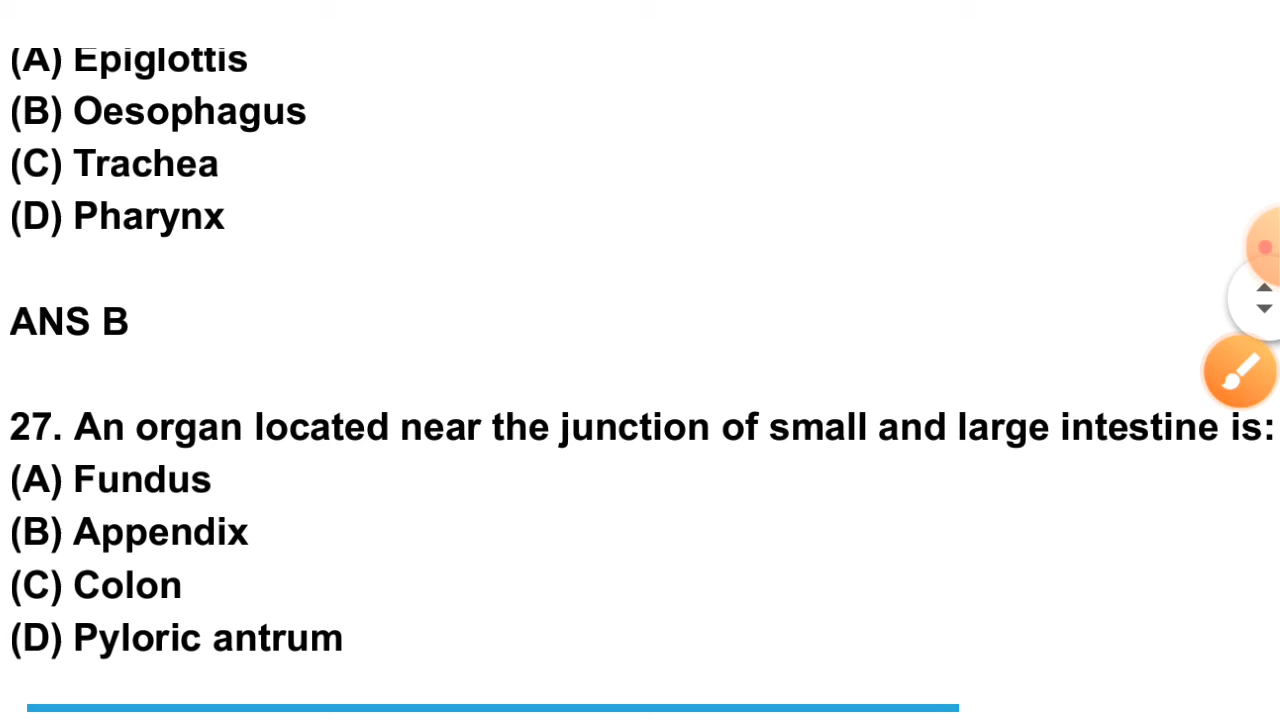 (A) Epiglottis
(B) Oesophagus
(C) Trachea
(D) Pharynx
ANS B
27. An organ located near the junction of small and large intestine is:
(A) Fundus
(B) Appendix
(C) Colon
(D) Pyloric antrum